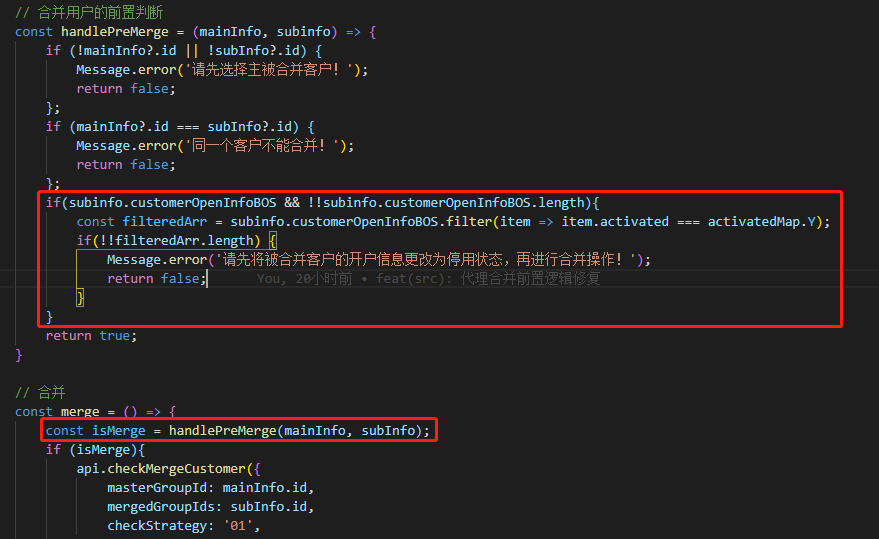 // 合并用户的前置判断
const handlePreMerge = (mainInfo, subinfo) => {
if (!mainInfo?.id || !subInfo?.id) {
Message.error('请先选择主被合并客户！');
return false;
};
if (mainInfo?.id === subInfo?.id) {
Message.error('同一个客户不能合并！');
return false;
};
if(subinfo.customerOpenInfoBOS && !!subinfo.customerOpenInfoBOS.length){
const filteredArr = subinfo.customerOpenInfoBOS.filter(item => item.activated === activatedMap.Y);
if(!!filteredArr.length) {
Message.error('请先将被合并客户的开户信息更改为停用状态，再进行合并操作！');
return false; You, 20小时前 • feat(src): 代理合并前置逻辑修复
}
}
return true;
}
// 合并
const merge = () => {
const isMerge = handlePreMerge(mainInfo, subInfo);
if (isMerge){
api.checkMergeCustomer({
masterGroupId: mainInfo.id,
mergedGroupIds: subInfo.id,
checkStrategy: '01',